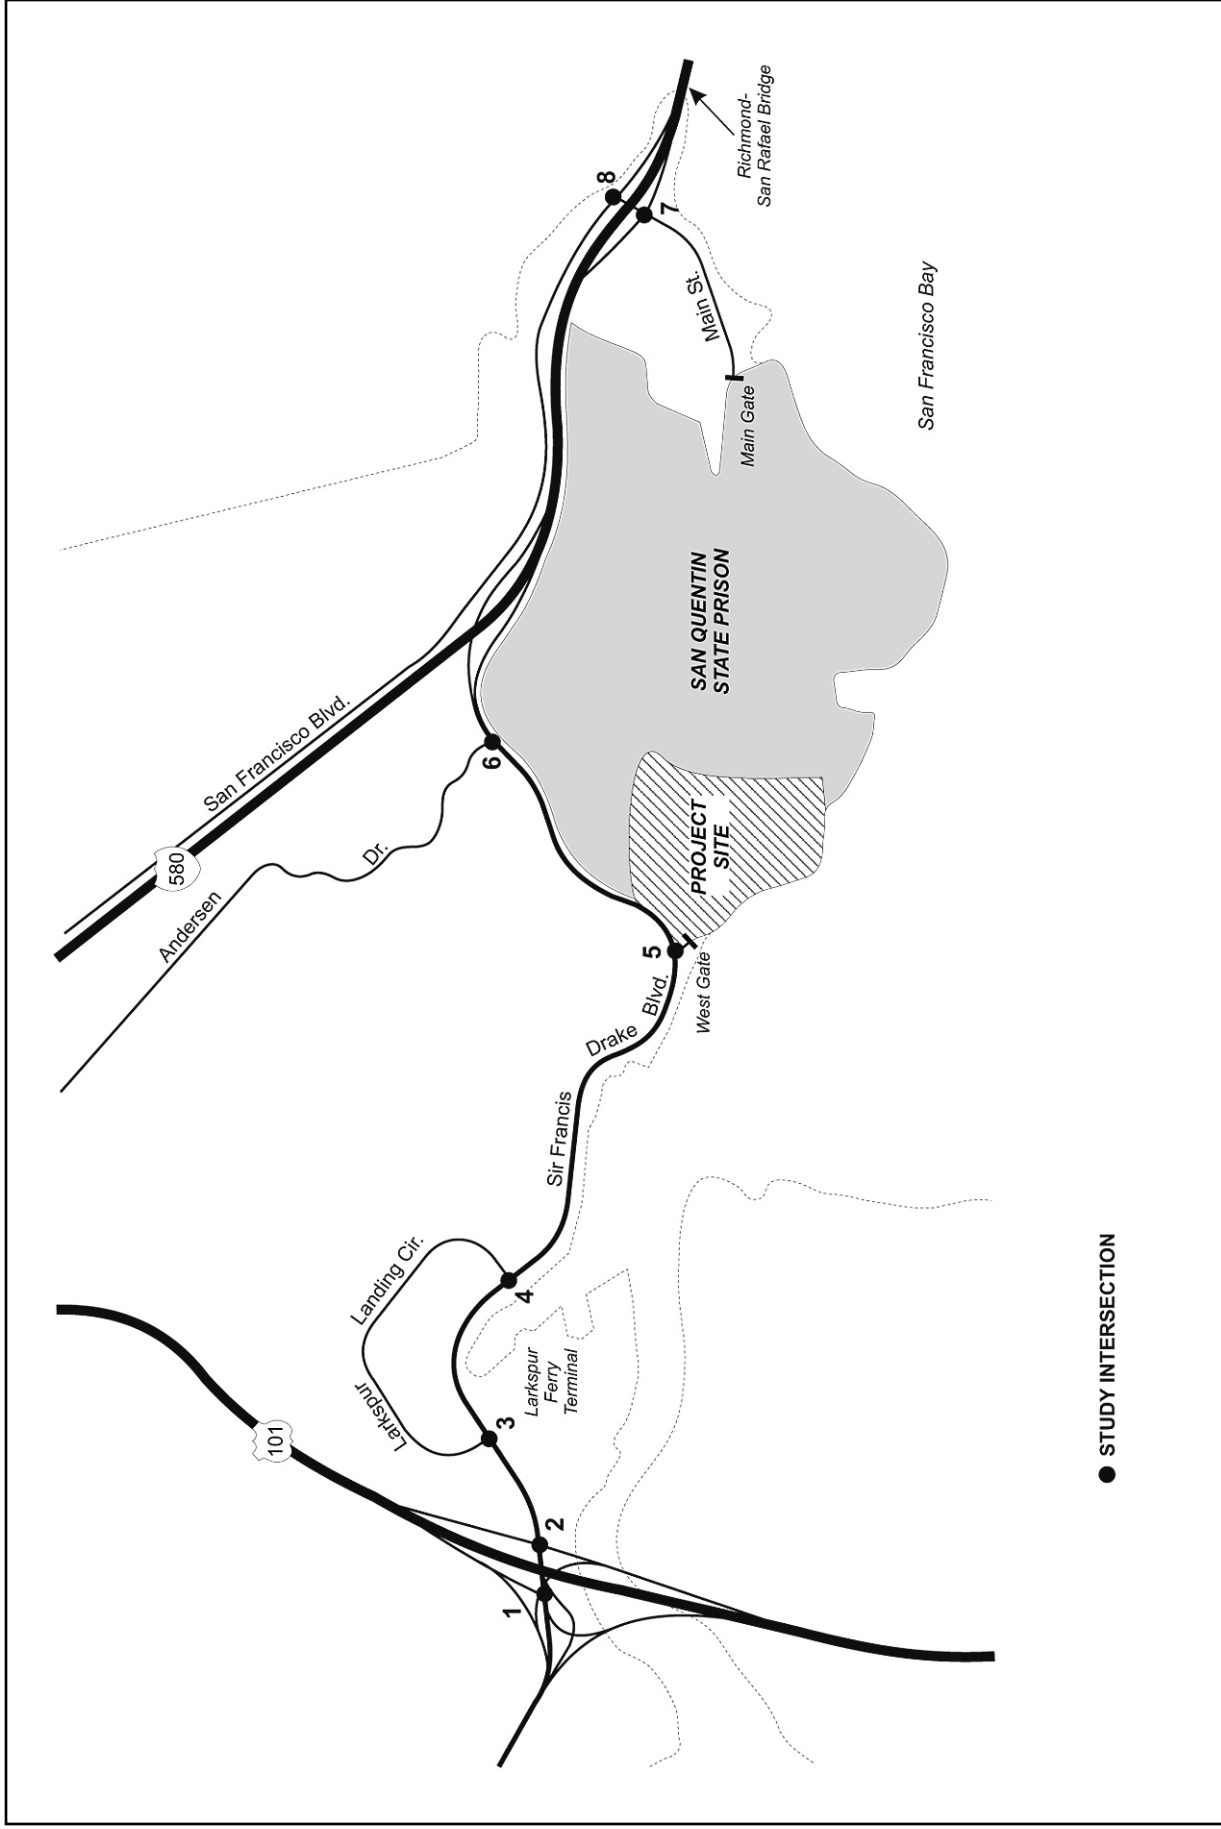 101
580
San Francisco Blvd.
Andersen
Dr.
Larkspur
Landing Cir.
Sir Francis
Drake
Blvd.
1
2
3
4
5
6
7
8
Larkspur
Ferry
Terminal
West Gate
PROJECT
SITE
SAN QUENTIN
STATE PRISON
Main Gate
Main St.
Richmond-
San Rafael Bridge
San Francisco Bay
STUDY INTERSECTION